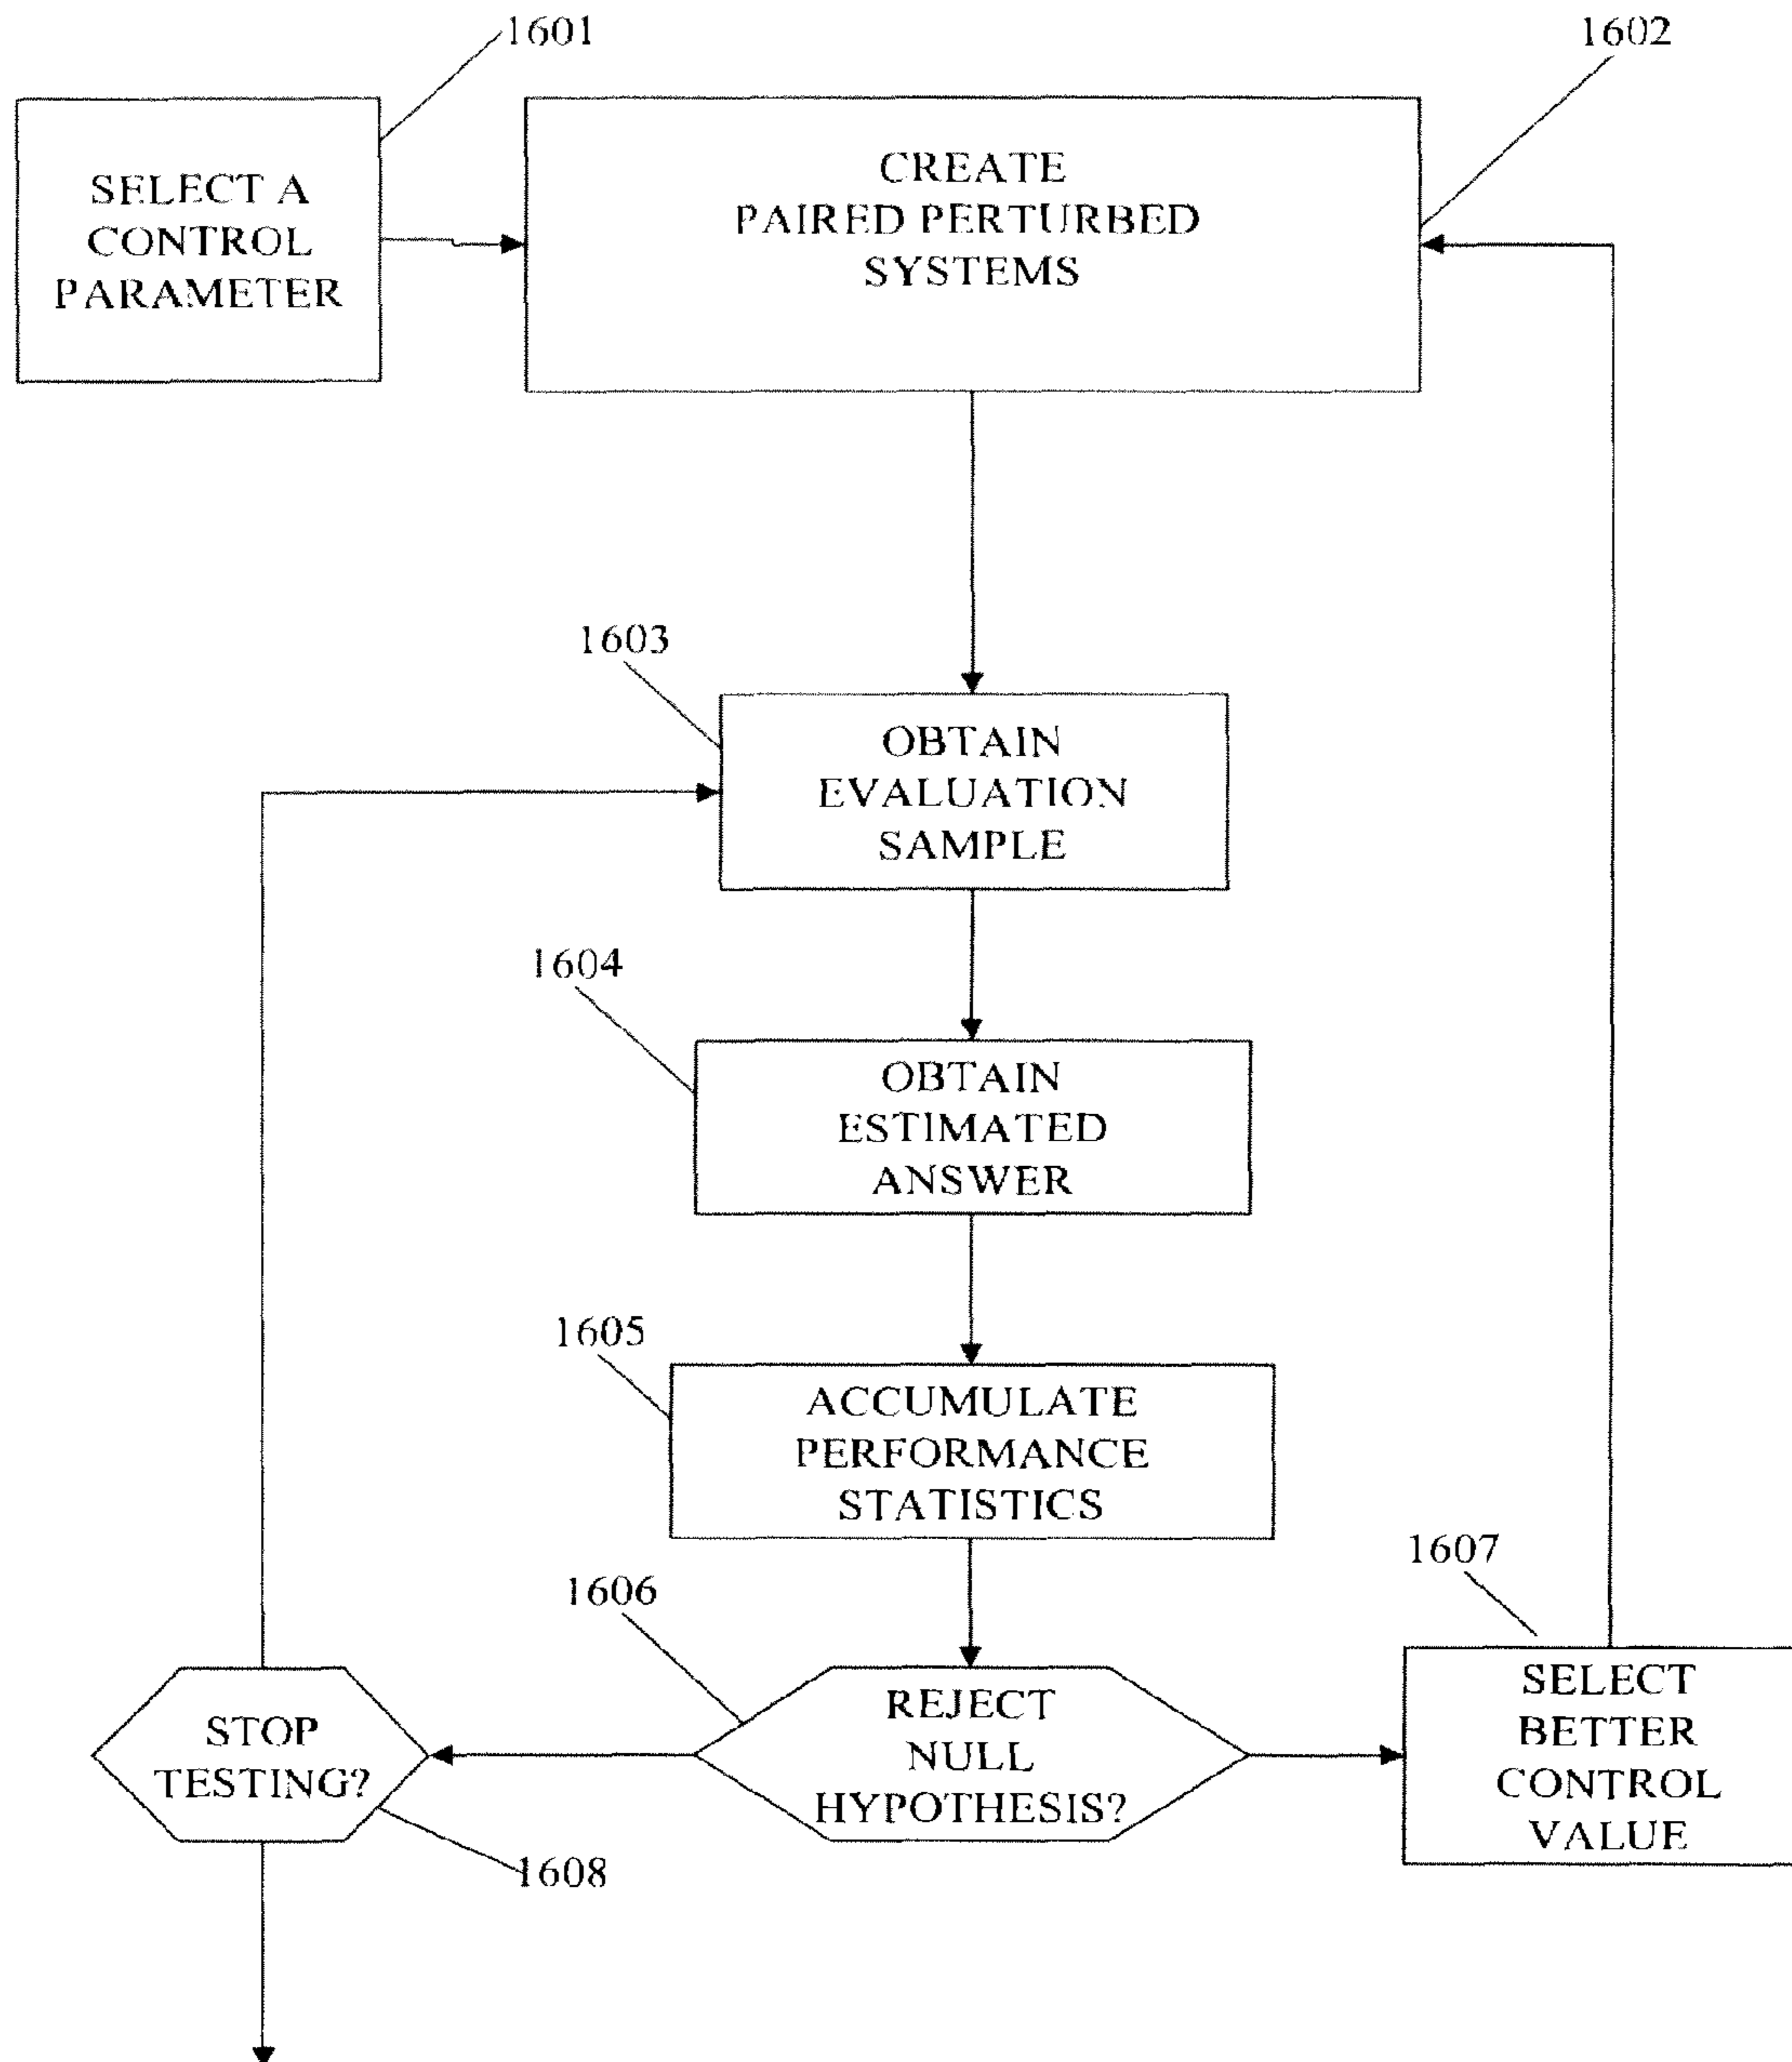 1601
1602
SELECT A
CONTROL
PARAMETER
CREATE
PAIRED PERTURBED
SYSTEMS
1603
OBTAIN
EVALUATION
SAMPLE
1604
OBTAIN
ESTIMATED
ANSWER
1605
ACCUMULATE
PERFORMANCE
STATISTICS
1606
REJECT
NULL
HYPOTHESIS?
1607
SELECT
BETTER
CONTROL
VALUE
STOP
TESTING?
1608